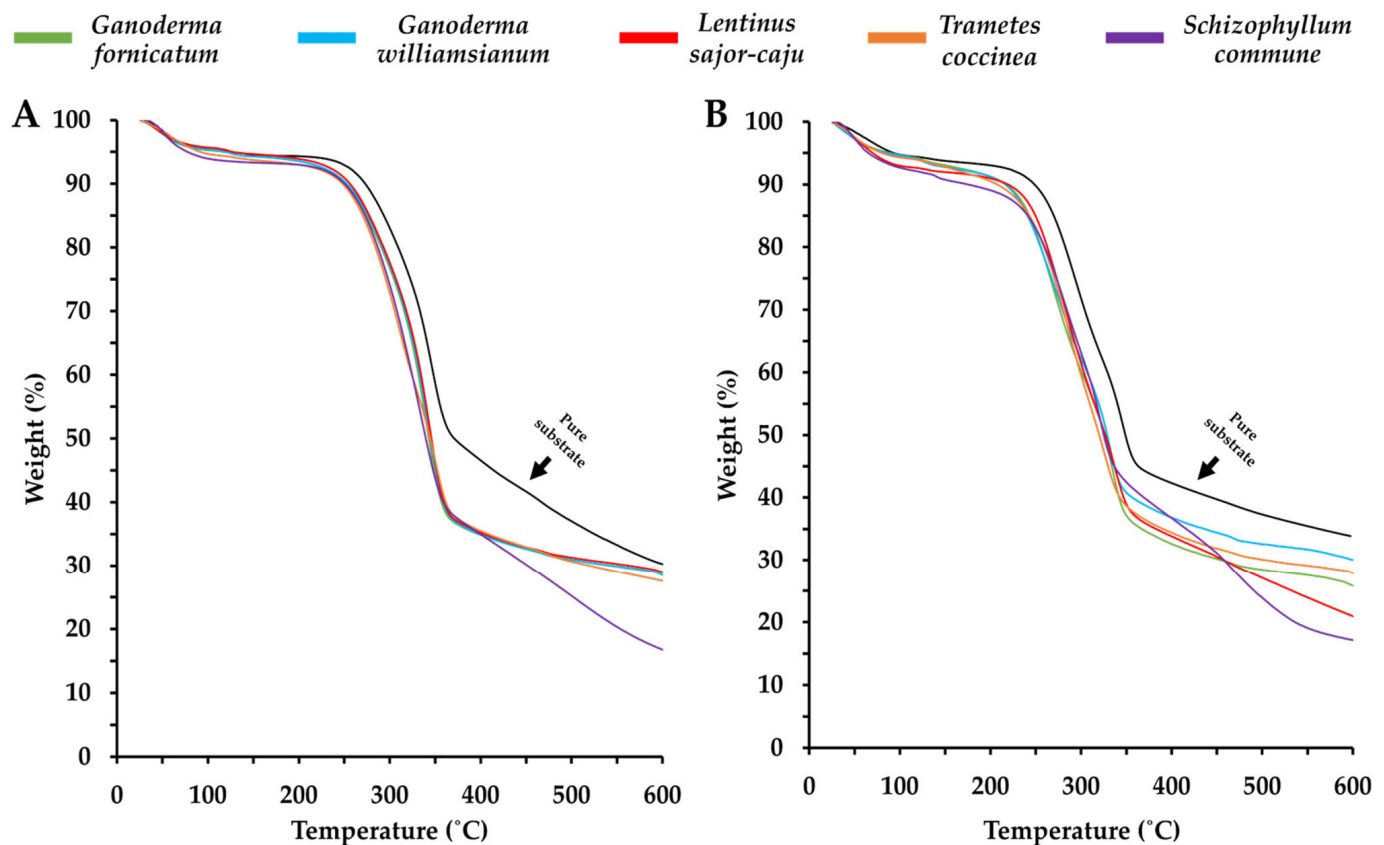 Ganoderma
fornicatum
Ganoderma
williamsianum
Lentinus
sajor-caju
Trametes
coccinea
Schizophyllum
commune
A
100
90
80
70
60
50
40
30
20
10
0
Weight (%)
Pure
substrate
0 100 200 300 400 500 600
Temperature (˚C)
B
100
90
80
70
60
50
40
30
20
10
0
Weight (%)
Pure
substrate
0 100 200 300 400 500 600
Temperature (˚C)